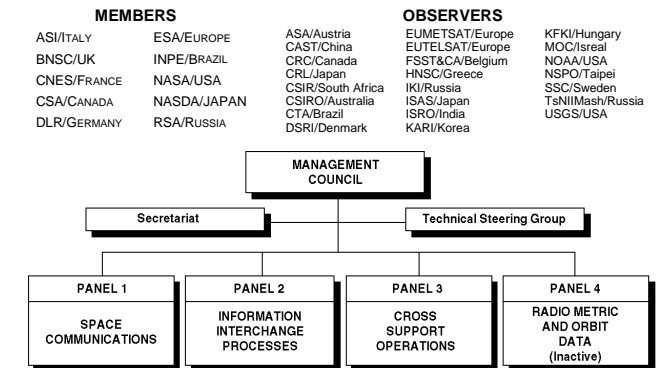 MEMBERS
ASI/ITALY
BNSC/UK
CNES/FRANCE
CSA/CANADA
DLR/GERMANY
ESA/EUROPE
INPE/BRAZIL
NASA/USA
NASDA/JAPAN
RSA/RUSSIA
OBSERVERS
ASA/Austria
CAST/China
CRC/Canada
CRL/Japan
CSIR/South Africa
CSIRO/Australia
CTA/Brazil
DSRI/Denmark
EUMETSAT/Europe
EUTELSAT/Europe
FSST&CA/Belgium
HNSC/Greece
IKI/Russia
ISAS/Japan
ISRO/India
KARI/Korea
KFKI/Hungary
MOC/Isreal
NOAA/USA
NSPO/Taipei
SSC/Sweden
TsNIIMash/Russia
USGS/USA
MANAGEMENT
COUNCIL
Secretariat
Technical Steering Group
PANEL 1
SPACE
COMMUNICATIONS
PANEL 2
INFORMATION
INTERCHANGE
PROCESSES
PANEL 3
CROSS
SUPPORT
OPERATIONS
PANEL 4
RADIO METRIC
AND ORBIT
DATA
(Inactive)